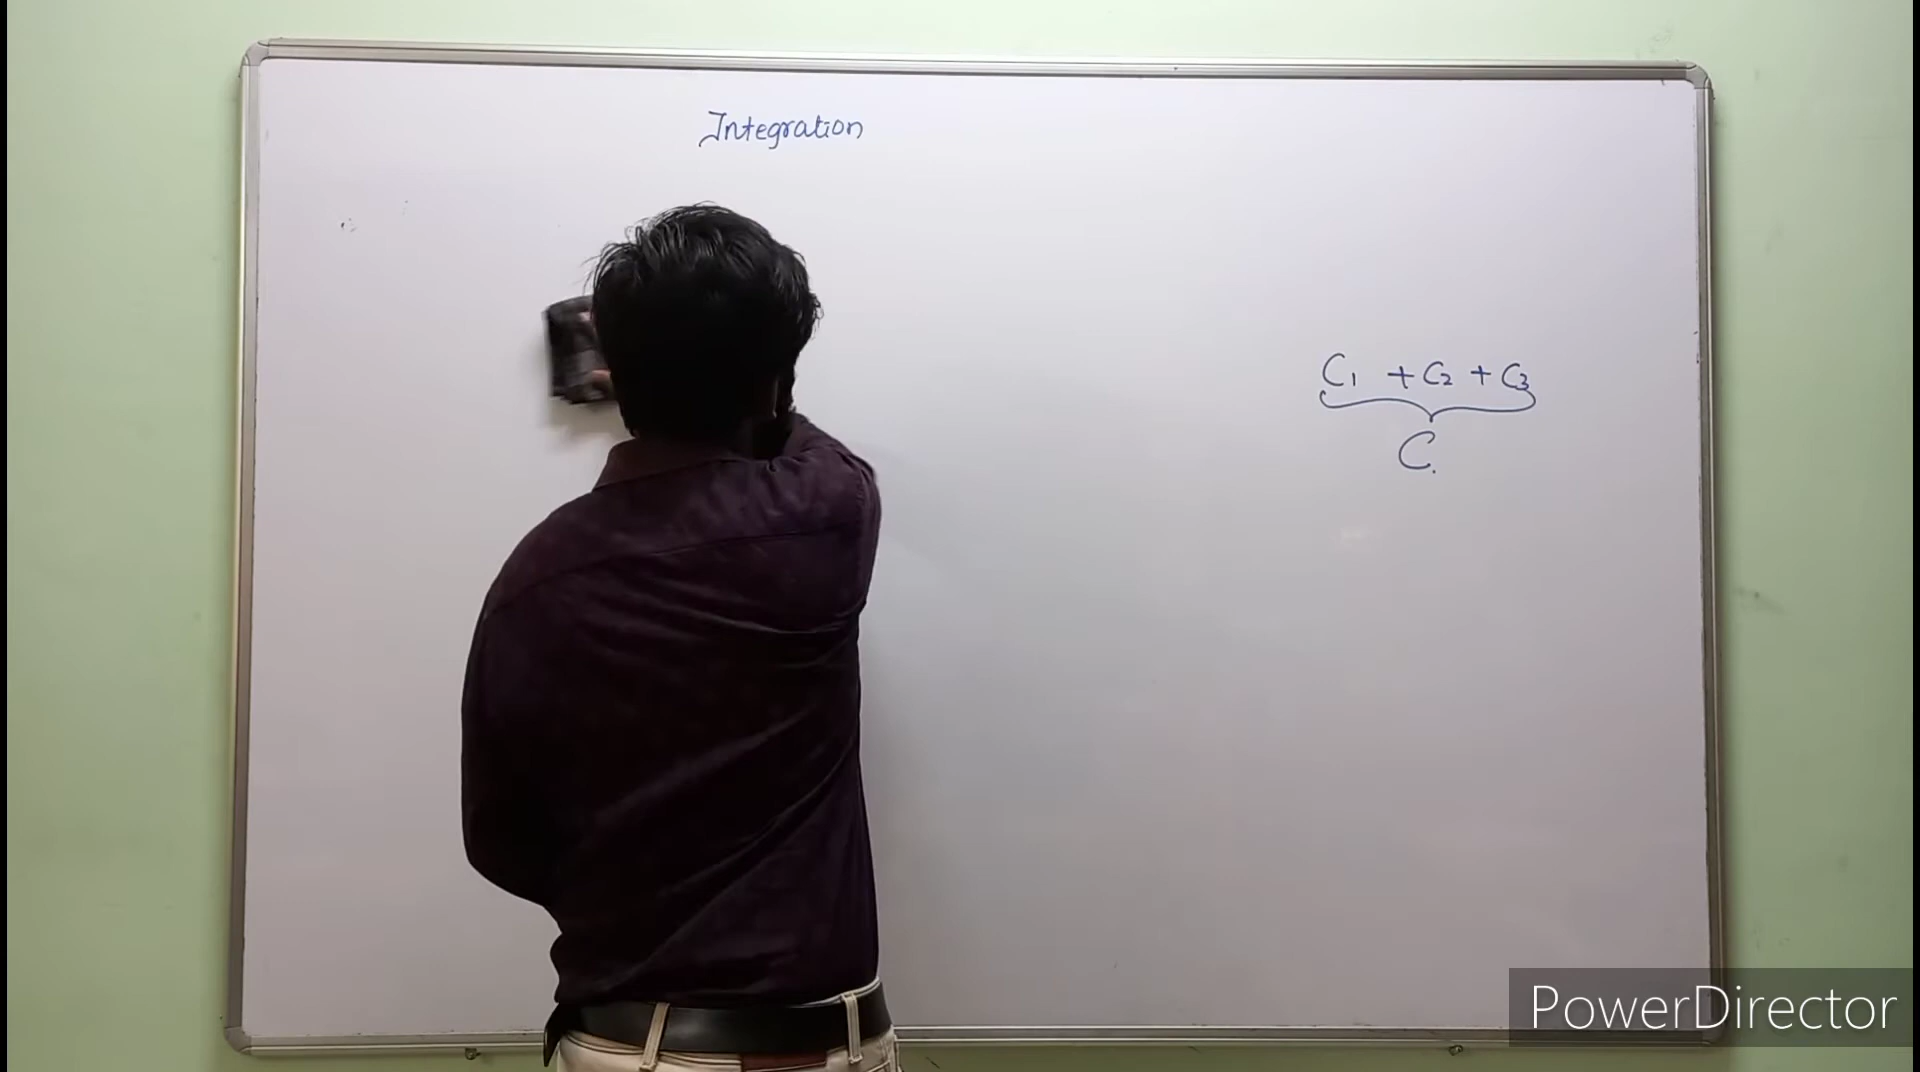 Integration
C₁ + C₂ + C₃
C.
PowerDirector